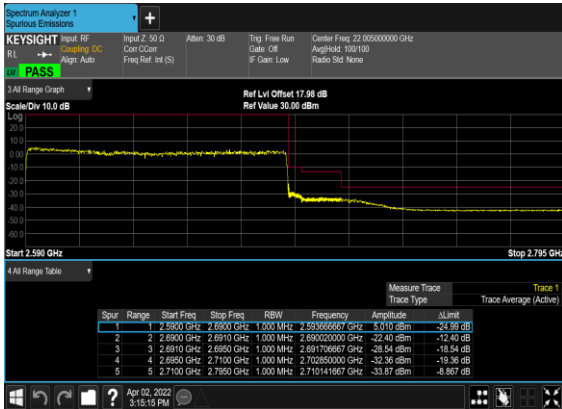 Spectrum Analyzer 1
Spurious Emissions
KEYSIGHT
RL
Input: RF
Coupling: DC
Align: Auto
Input Z: 50 Ω
Corr CCorr
Freq Ref: Int (S)
Atten: 30 dB
Trig: Free Run
Gate: Off
IF Gain: Low
Center Freq: 22.005000000 GHz
Avg|Hold: 100/100
Radio Std: None
PASS
3 All Range Graph
Scale/Div 10.0 dB
Ref Lvl Offset 17.98 dB
Ref Value 30.00 dBm
Log
20.0
10.0
0.00
-10.0
-20.0
-30.0
-40.0
-50.0
-60.0
Start 2.590 GHz
Stop 2.795 GHz
4 All Range Table
Measure Trace Trace 1
Trace Type Trace Average (Active)
Spur Range Start Freq Stop Freq RBW Frequency Amplitude ΔLimit
1 1 2.5900 GHz 2.6900 GHz 1.000 MHz 2.593666667 GHz 5.010 dBm -24.99 dB
2 2 2.6900 GHz 2.6910 GHz 1.000 MHz 2.690020000 GHz -22.40 dBm -12.40 dB
3 3 2.6910 GHz 2.6950 GHz 1.000 MHz 2.691706667 GHz -28.54 dBm -18.54 dB
4 4 2.6950 GHz 2.7100 GHz 1.000 MHz 2.702850000 GHz -32.36 dBm -19.36 dB
5 5 2.7100 GHz 2.7950 GHz 1.000 MHz 2.710141667 GHz -33.87 dBm -8.867 dB
Apr 02, 2022
3:15:15 PM